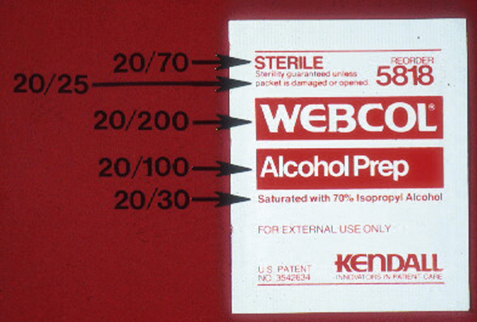 20/70 STERILE REORDER
20/25 Sterility guaranteed unless 5818
packet is damaged or opened.
20/200 WEBCOL®
20/100 Alcohol Prep
20/30 Saturated with 70% Isopropyl Alcohol
FOR EXTERNAL USE ONLY
U.S. PATENT KENDALL
NO. 3542634 INNOVATORS IN PATIENT CARE